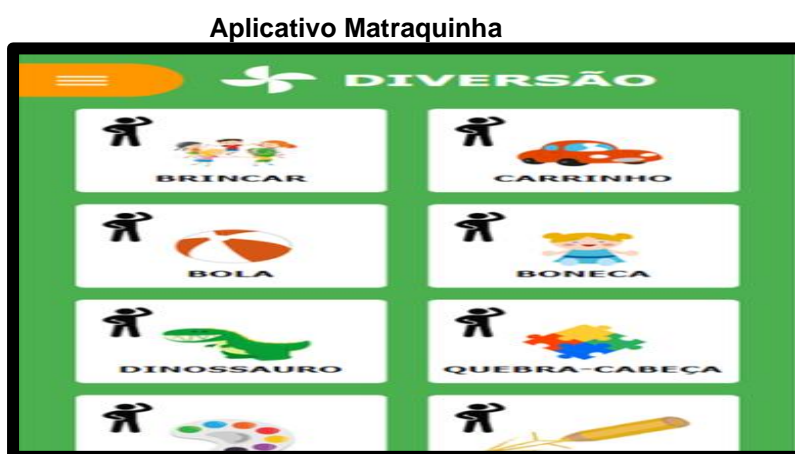 Aplicativo Matraquinha
DIVERSÃO
BRINCAR
CARRINHO
BOLA
BONECA
DINOSSAURO
QUEBRA-CABEÇA